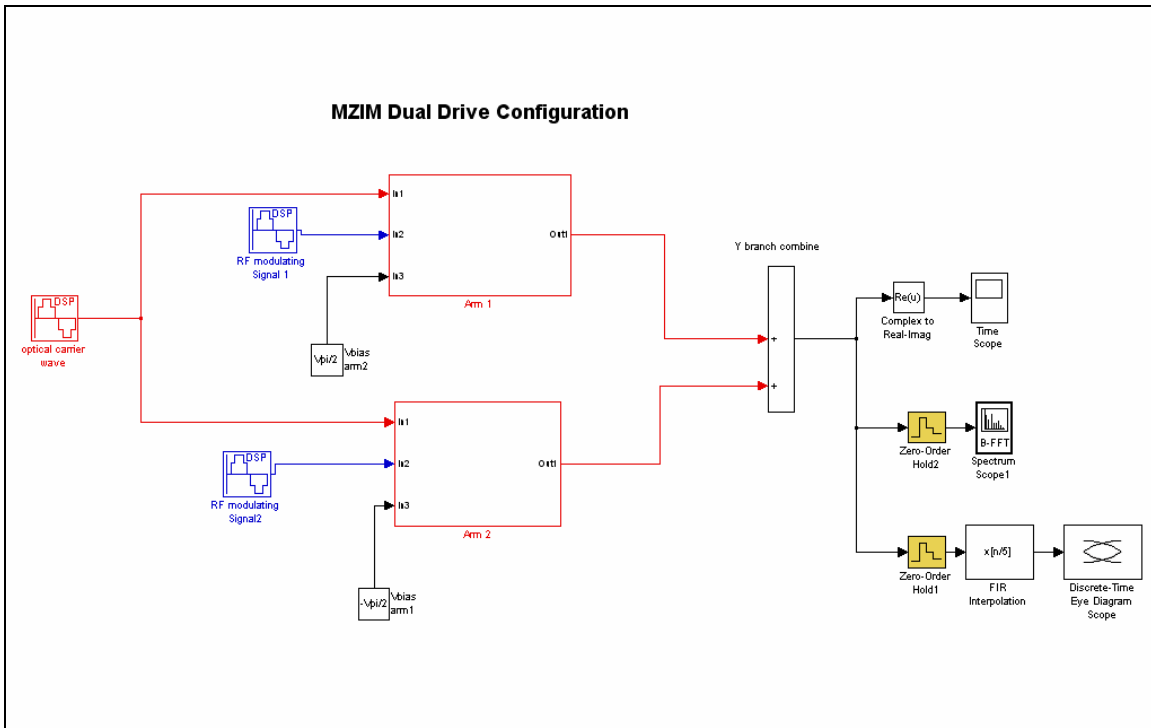 MZIM Dual Drive Configuration
In1
DSP
In2
Out1
RF modulating
Signal 1
In3
Y branch combine
Arm 1
DSP
optical carrier
wave
Vpi/2
Vbias
arm2
+
+
Re(u)
Complex to
Real-Imag
Time
Scope
In1
DSP
In2
Out1
RF modulating
Signal2
In3
Arm 2
B-FFT
Zero-Order
Hold2
Spectrum
Scope1
-Vpi/2
Vbias
arm1
x[n/5]
Zero-Order
Hold1
FIR
Interpolation
Discrete-Time
Eye Diagram
Scope